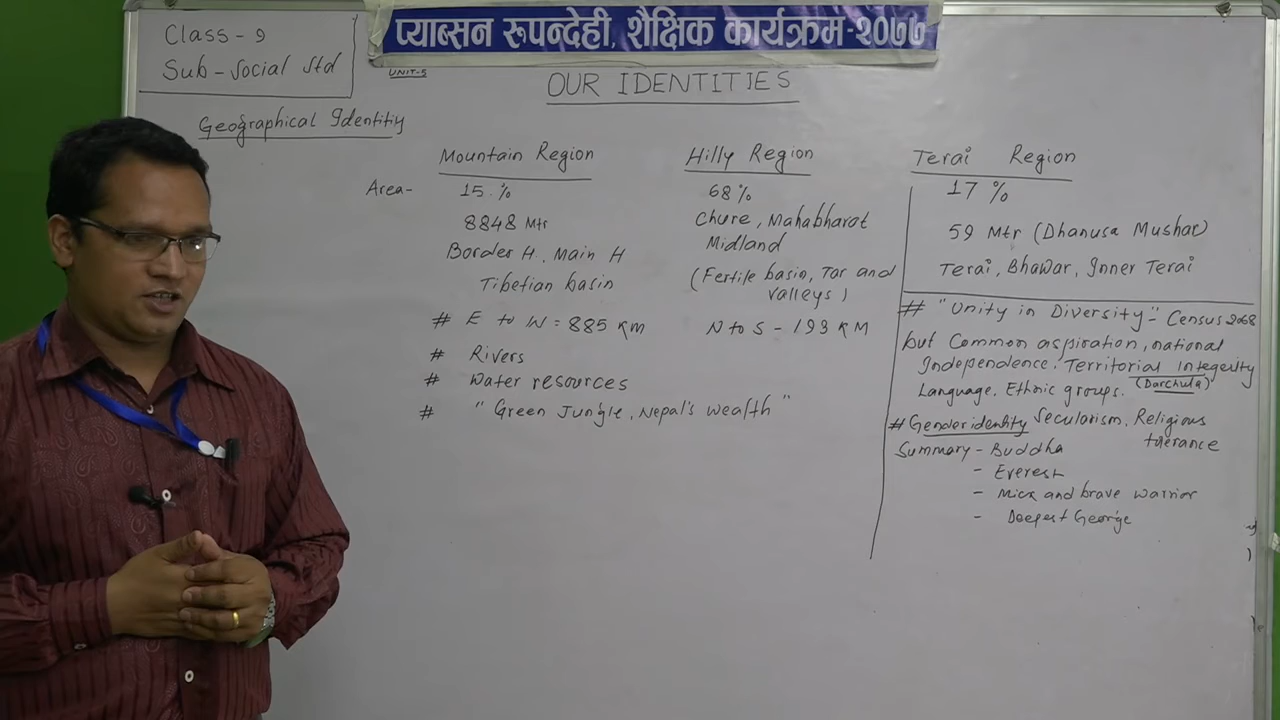 प्याब्सन रुपन्देही, शैक्षिक कार्यक्रम-२०७७
Class - 9
Sub - Social Std
UNIT-5
OUR IDENTITIES
Geographical Identitiy
Mountain Region
Area - 15 %
8848 Mtr
Border H, Main H
Tibetian basin
Hilly Region
68 %
Chure, Mahabharat
Midland
(Fertile basin, Tar and
valleys)
Terai Region
17 %
59 Mtr (Dhanusa Mushar)
Terai, Bhawar, Inner Terai
# E to W = 885 KM N to S - 193 KM
# Rivers
# Water resources
# "Green Jungle, Nepal's wealth"
# "Unity in Diversity" - Census 2068
but Common aspiration, national
Independence. Territorial Integerity
Language. Ethnic groups. (Darchula)
# Gender identity Secularism. Religious
tolerance
Summary - Buddha
- Everest
- Nick and brave warrior
- Deepest George